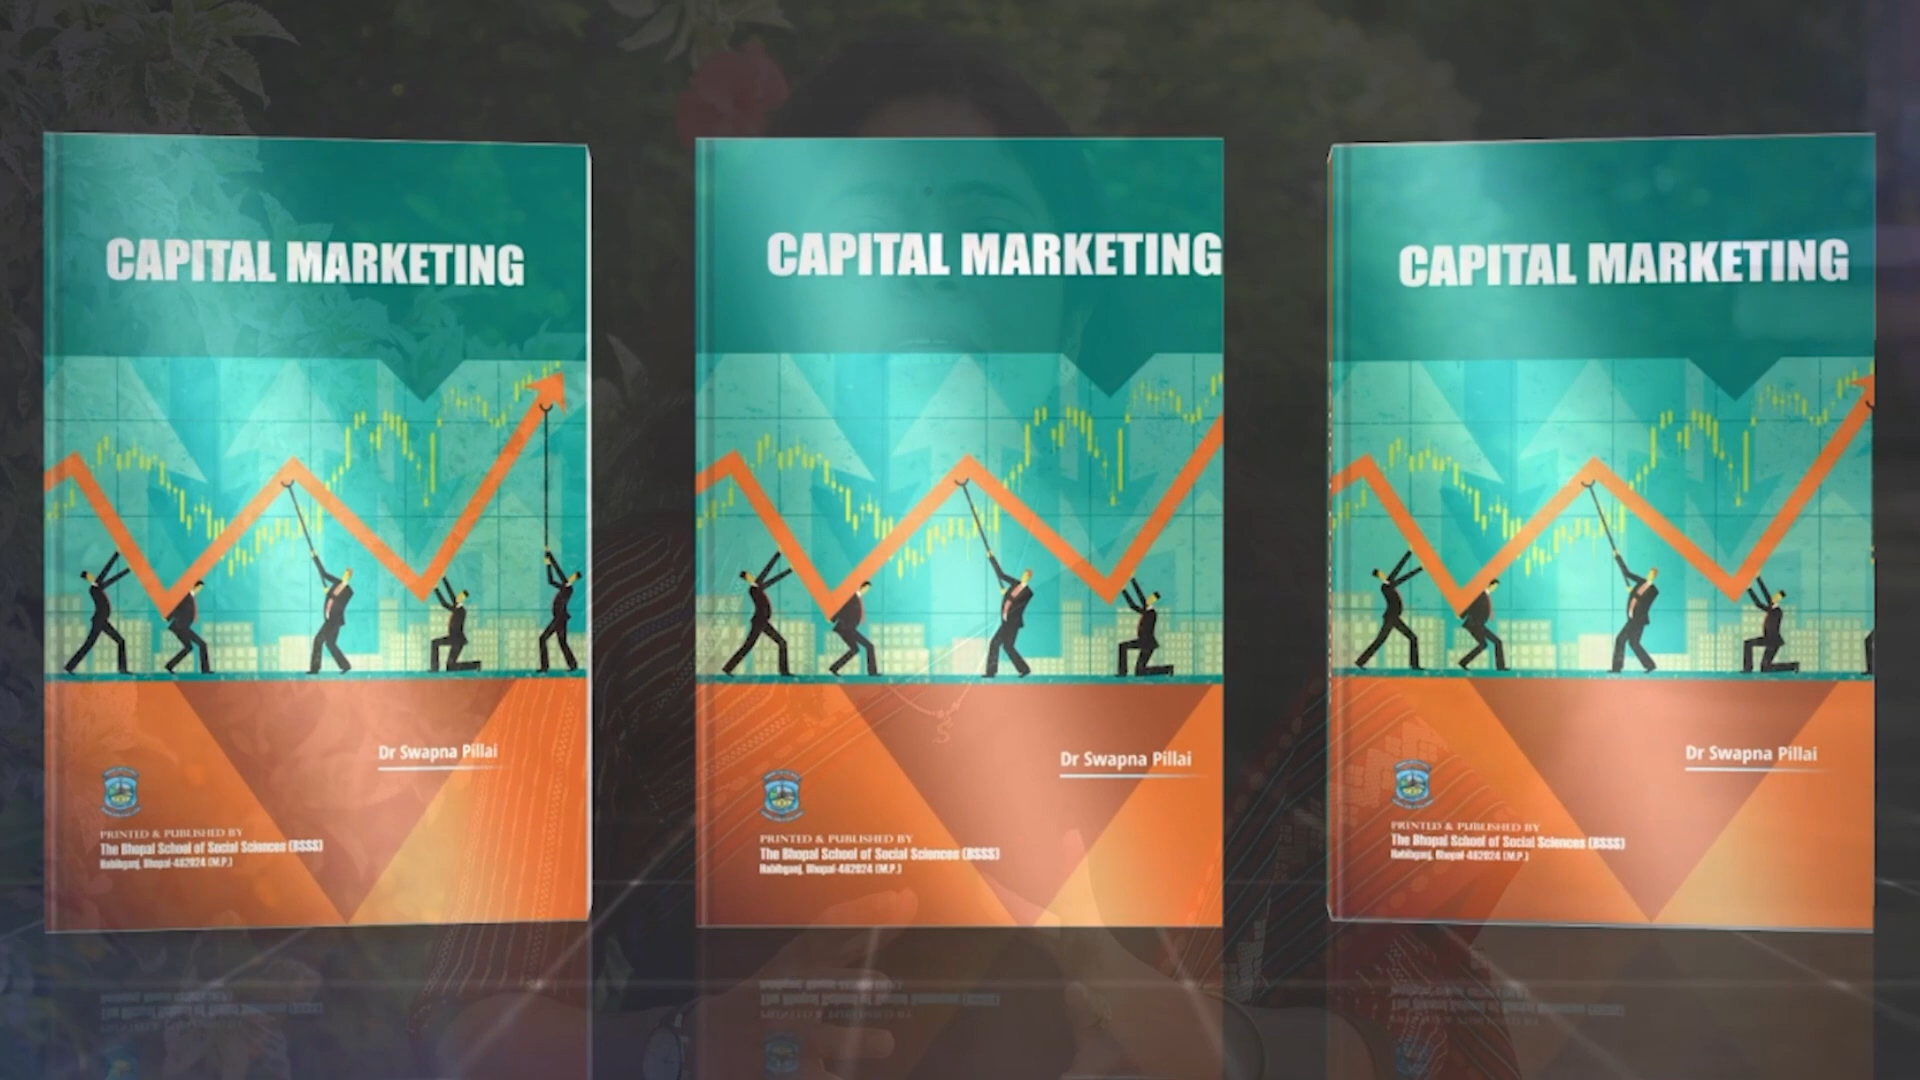 CAPITAL MARKETING
Dr Swapna Pillai
PRINTED & PUBLISHED BY
The Bhopal School of Social Sciences (BSSS)
Habibganj, Bhopal-462024 (M.P.)
CAPITAL MARKETING
Dr Swapna Pillai
PRINTED & PUBLISHED BY
The Bhopal School of Social Sciences (BSSS)
Habibganj, Bhopal-462024 (M.P.)
CAPITAL MARKETING
Dr Swapna Pillai
PRINTED & PUBLISHED BY
The Bhopal School of Social Sciences (BSSS)
Habibganj, Bhopal-462024 (M.P.)